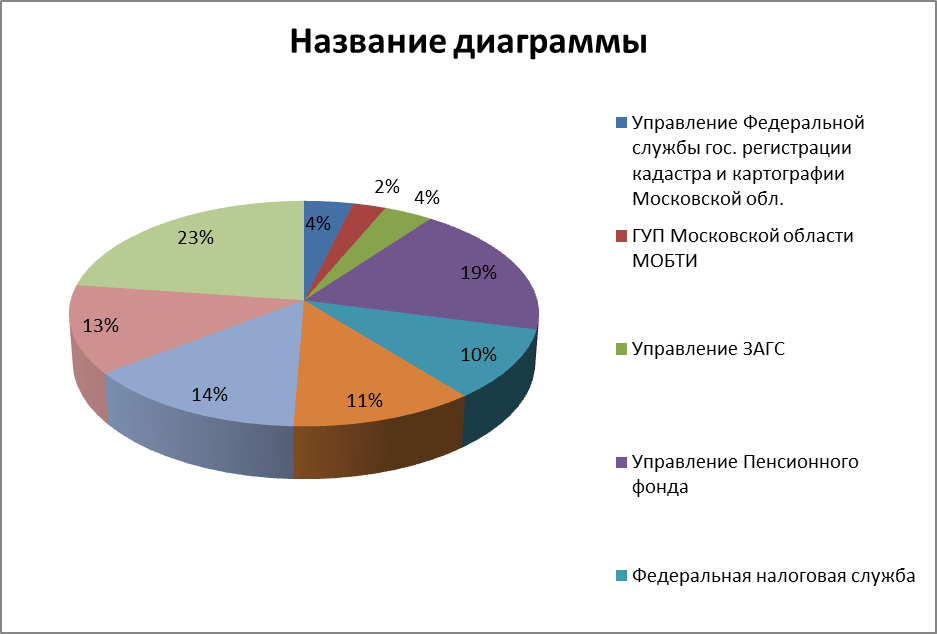 Название диаграммы
2%
4%
4%
23%
19%
13%
10%
14%
11%
Управление Федеральной
службы гос. регистрации
кадастра и картографии
Московской обл.
ГУП Московской области
МОБТИ
Управление ЗАГС
Управление Пенсионного
фонда
Федеральная налоговая служба